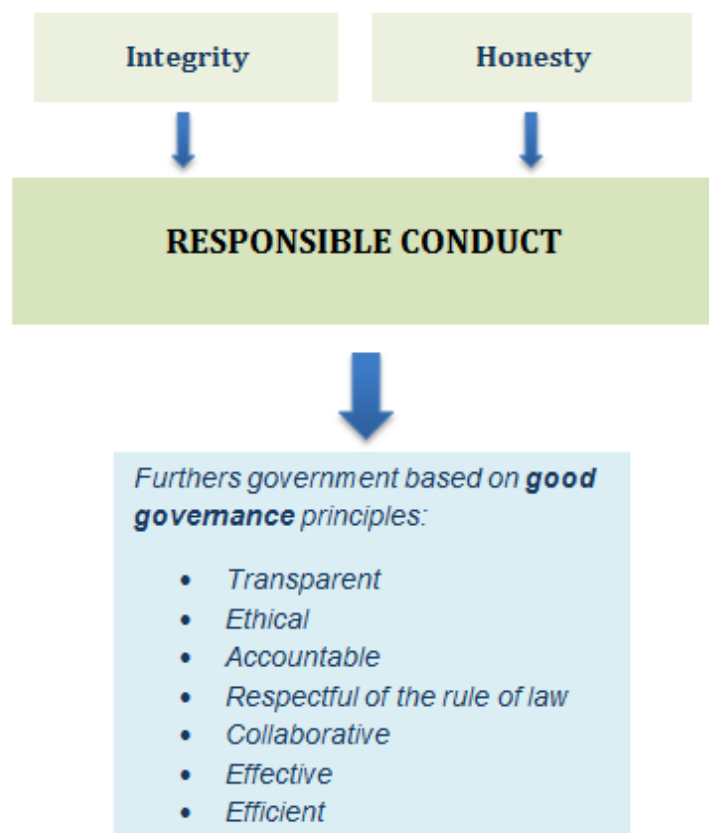 Integrity
Honesty
RESPONSIBLE CONDUCT
Furthers government based on good
governance principles:
• Transparent
• Ethical
• Accountable
• Respectful of the rule of law
• Collaborative
• Effective
• Efficient